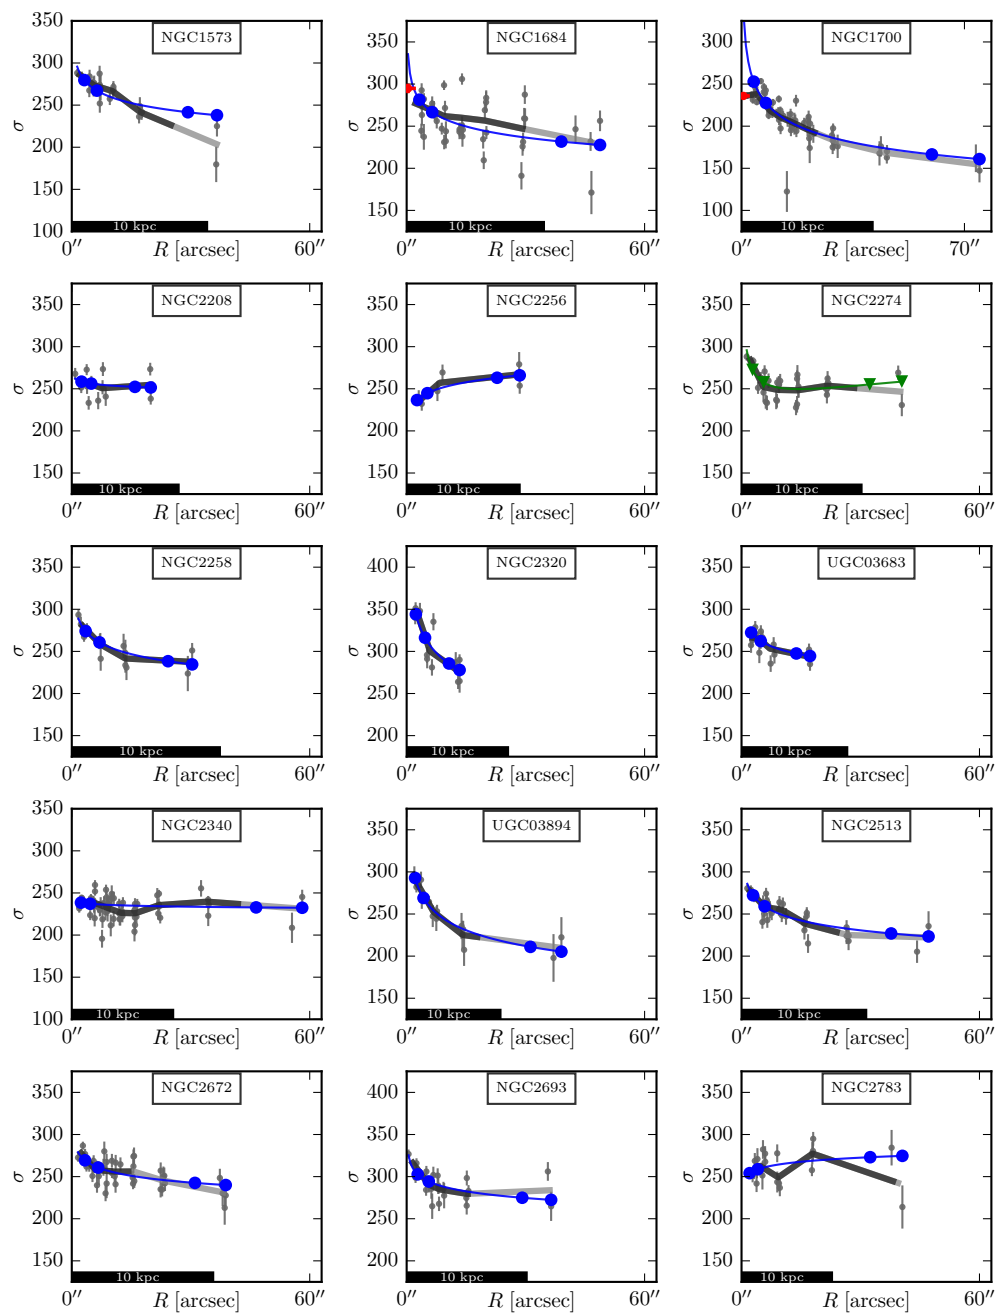 NGC1573
350
300
250
σ
200
150
100
10 kpc
0″ R [arcsec] 60″
NGC1684
350
300
250
σ
200
150
10 kpc
0″ R [arcsec] 60″
NGC1700
300
250
σ
200
150
100
10 kpc
0″ R [arcsec] 70″
NGC2208
350
300
250
σ
200
150
10 kpc
0″ R [arcsec] 60″
NGC2256
350
300
250
σ
200
150
10 kpc
0″ R [arcsec] 60″
NGC2274
350
300
250
σ
200
150
10 kpc
0″ R [arcsec] 60″
NGC2258
350
300
250
σ
200
150
10 kpc
0″ R [arcsec] 60″
NGC2320
400
350
300
σ
250
200
10 kpc
0″ R [arcsec] 60″
UGC03683
350
300
250
σ
200
150
10 kpc
0″ R [arcsec] 60″
NGC2340
350
300
250
σ
200
150
100
10 kpc
0″ R [arcsec] 60″
UGC03894
350
300
250
σ
200
150
10 kpc
0″ R [arcsec] 60″
NGC2513
350
300
250
σ
200
150
10 kpc
0″ R [arcsec] 60″
NGC2672
350
300
250
σ
200
150
10 kpc
0″ R [arcsec] 60″
NGC2693
400
350
300
σ
250
200
10 kpc
0″ R [arcsec] 60″
NGC2783
350
300
250
σ
200
150
10 kpc
0″ R [arcsec] 60″